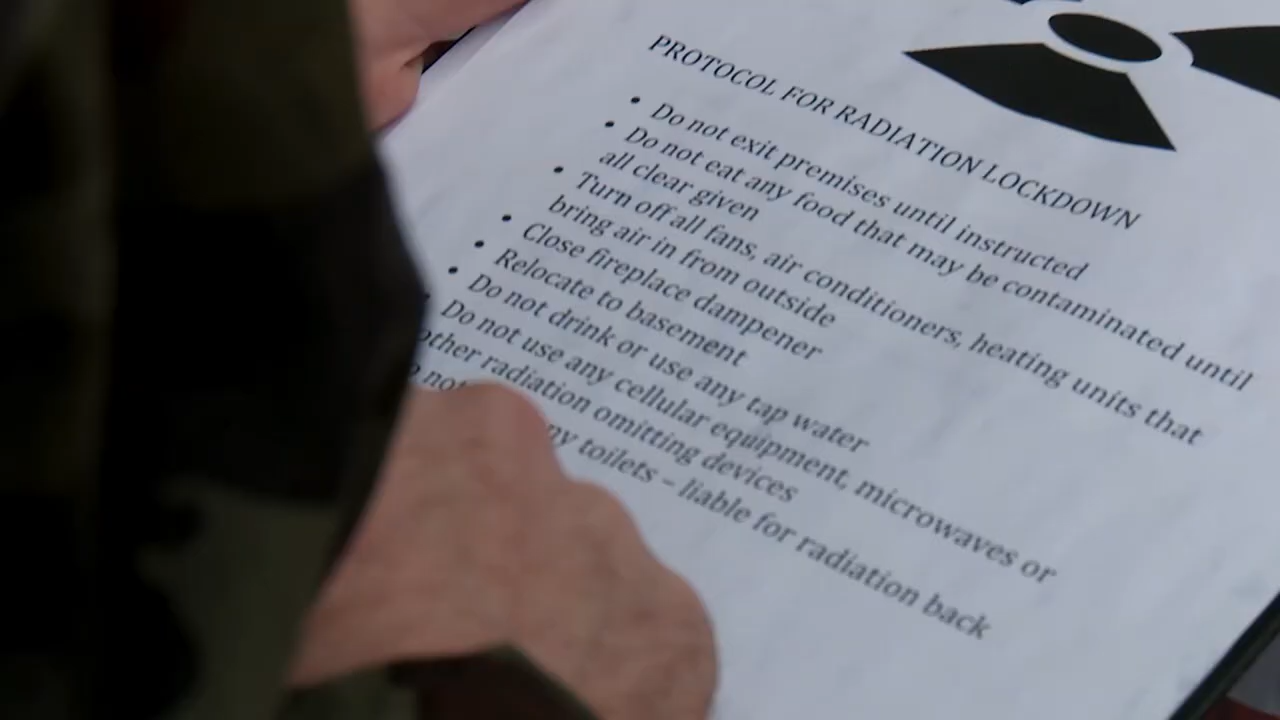 PROTOCOL FOR RADIATION LOCKDOWN
• Do not exit premises until instructed
• Do not eat any food that may be contaminated until
all clear given
• Turn off all fans, air conditioners, heating units that
bring air in from outside
• Close fireplace dampener
• Relocate to basement
• Do not drink or use any tap water
• Do not use any cellular equipment, microwaves or
other radiation omitting devices
not toilets – liable for radiation back